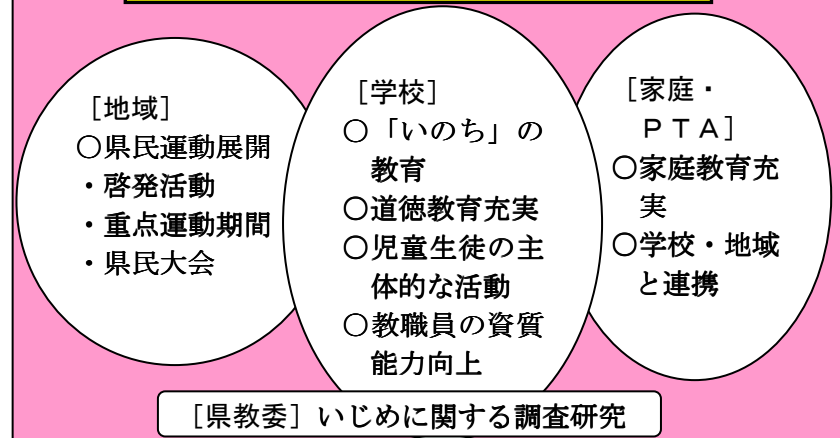 ［地域］
○県民運動展開
・啓発活動
・重点運動期間
・県民大会
［学校］
○「いのち」の
教育
○道徳教育充実
○児童生徒の主
体的な活動
○教職員の資質
能力向上
［家庭・
ＰＴＡ］
○家庭教育充
実
○学校・地域
と連携
［県教委］いじめに関する調査研究